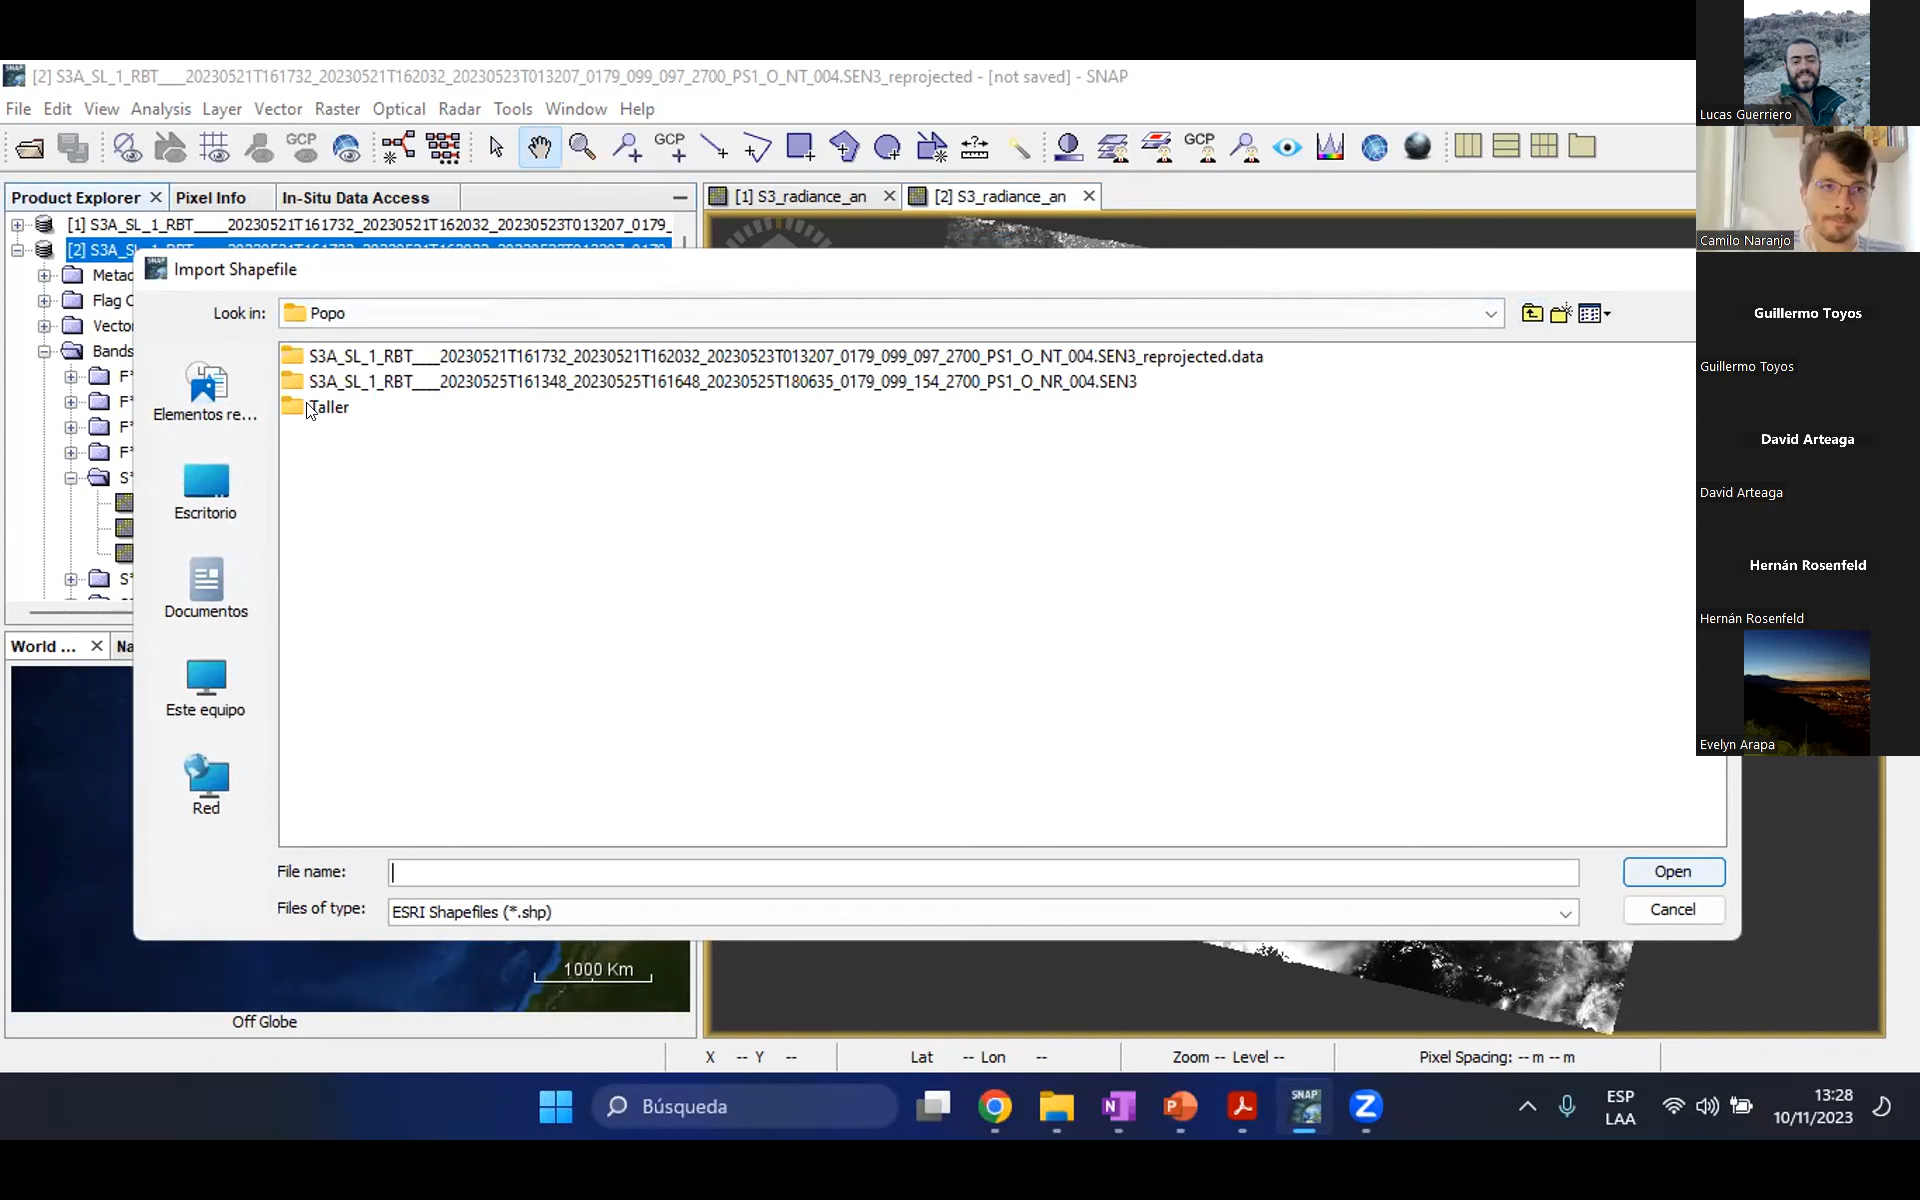 [2] S3A_SL_1_RBT____20230521T161732_20230521T162032_20230523T013207_0179_099_097_2700_PS1_O_NT_004.SEN3_reprojected - [not saved] - SNAP
File Edit View Analysis Layer Vector Raster Optical Radar Tools Window Help
GCP GCP GCP
Product Explorer Pixel Info In-Situ Data Access
[1] S3_radiance_an [2] S3_radiance_an
[1] S3A_SL_1_RBT____20230521T161732_20230521T162032_20230523T013207_0179_
[2] S3A_S
Import Shapefile
Metac
Flag C
Vecto
Bands
F*
F*
F*
F*
S*
S*
Look in: Popo
S3A_SL_1_RBT____20230521T161732_20230521T162032_20230523T013207_0179_099_097_2700_PS1_O_NT_004.SEN3_reprojected.data
S3A_SL_1_RBT____20230525T161348_20230525T161648_20230525T180635_0179_099_154_2700_PS1_O_NR_004.SEN3
Taller
Elementos re...
Escritorio
Documentos
Este equipo
Red
File name:
Open
Files of type: ESRI Shapefiles (*.shp)
Cancel
World ... Na
1000 Km
Off Globe
X -- Y -- Lat -- Lon -- Zoom -- Level -- Pixel Spacing: -- m -- m
Búsqueda
SNAP
ESP
LAA
13:28
10/11/2023
Lucas Guerriero
Camilo Naranjo
Guillermo Toyos
Guillermo Toyos
David Arteaga
David Arteaga
Hernán Rosenfeld
Hernán Rosenfeld
Evelyn Arapa